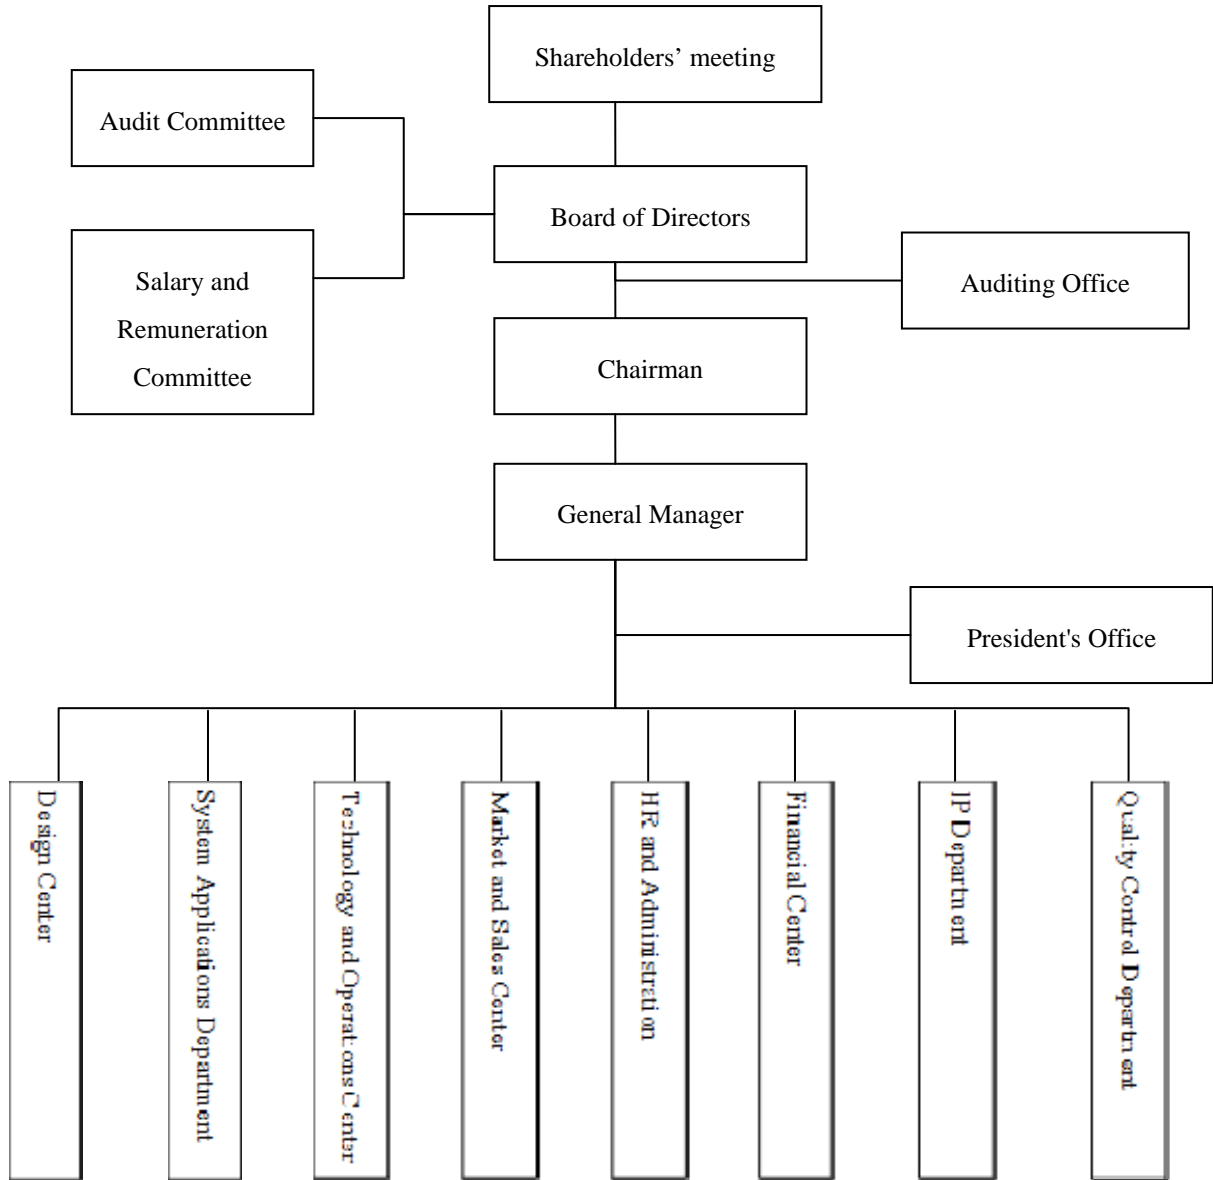 Shareholders’ meeting
Audit Committee
Board of Directors
Salary and
Remuneration
Committee
Auditing Office
Chairman
General Manager
President's Office
Design Center
System Applications Department
Technology and Operations Center
Market and Sales Center
HR and Administration
Financial Center
IP Department
Quality Control Department